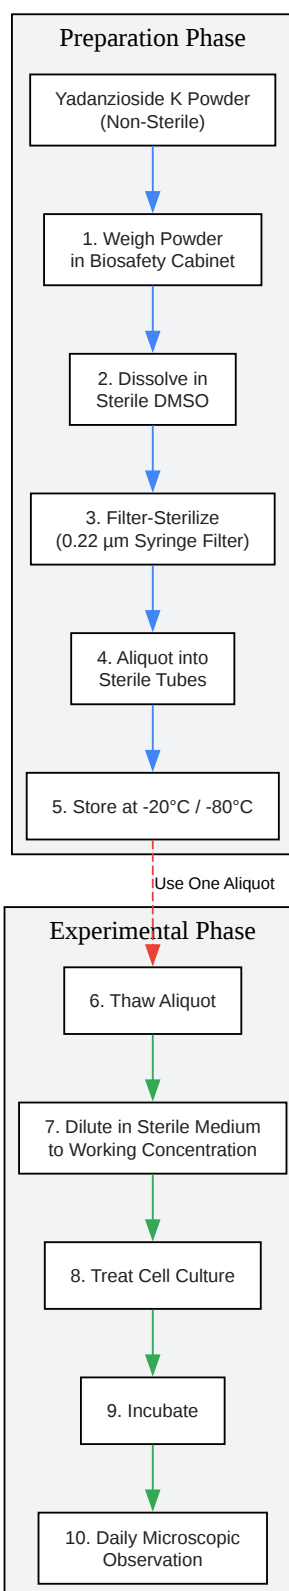 Preparation Phase
Yadanzioside K Powder
(Non-Sterile)
1. Weigh Powder
in Biosafety Cabinet
2. Dissolve in
Sterile DMSO
3. Filter-Sterilize
(0.22 µm Syringe Filter)
4. Aliquot into
Sterile Tubes
5. Store at -20°C / -80°C
Use One Aliquot
Experimental Phase
6. Thaw Aliquot
7. Dilute in Sterile Medium
to Working Concentration
8. Treat Cell Culture
9. Incubate
10. Daily Microscopic
Observation